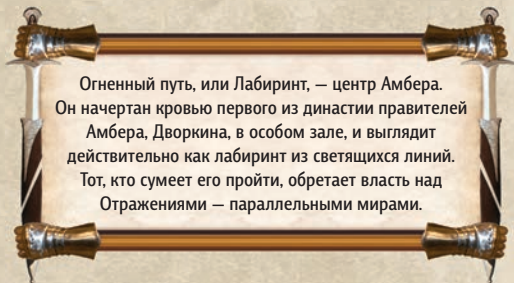 Огненный путь, или Лабиринт, — центр Амбера.
Он начертан кровью первого из династии правителей
Амбера, Дворкина, в особом зале, и выглядит
действительно как лабиринт из светящихся линий.
Тот, кто сумеет его пройти, обретает власть над
Отражениями — параллельными мирами.